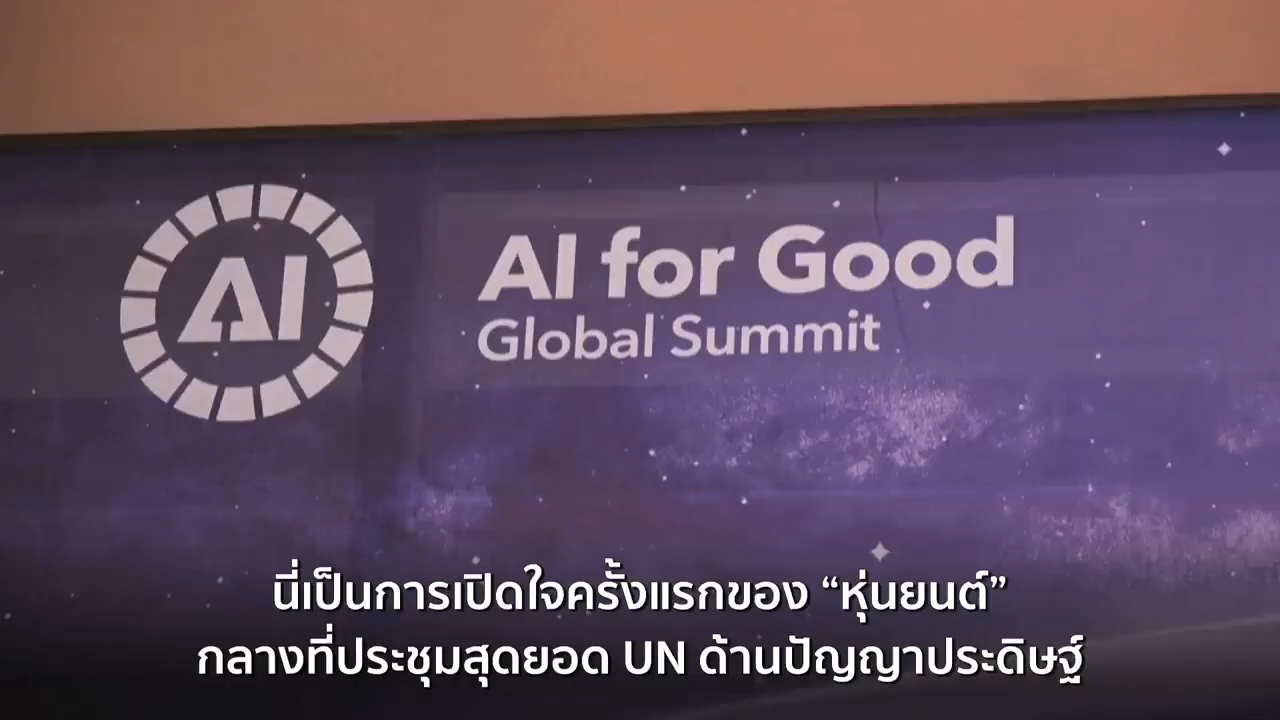 AI
AI for Good
Global Summit
นี่เป็นการเปิดใจครั้งแรกของ “หุ่นยนต์”
กลางที่ประชุมสุดยอด UN ด้านปัญญาประดิษฐ์